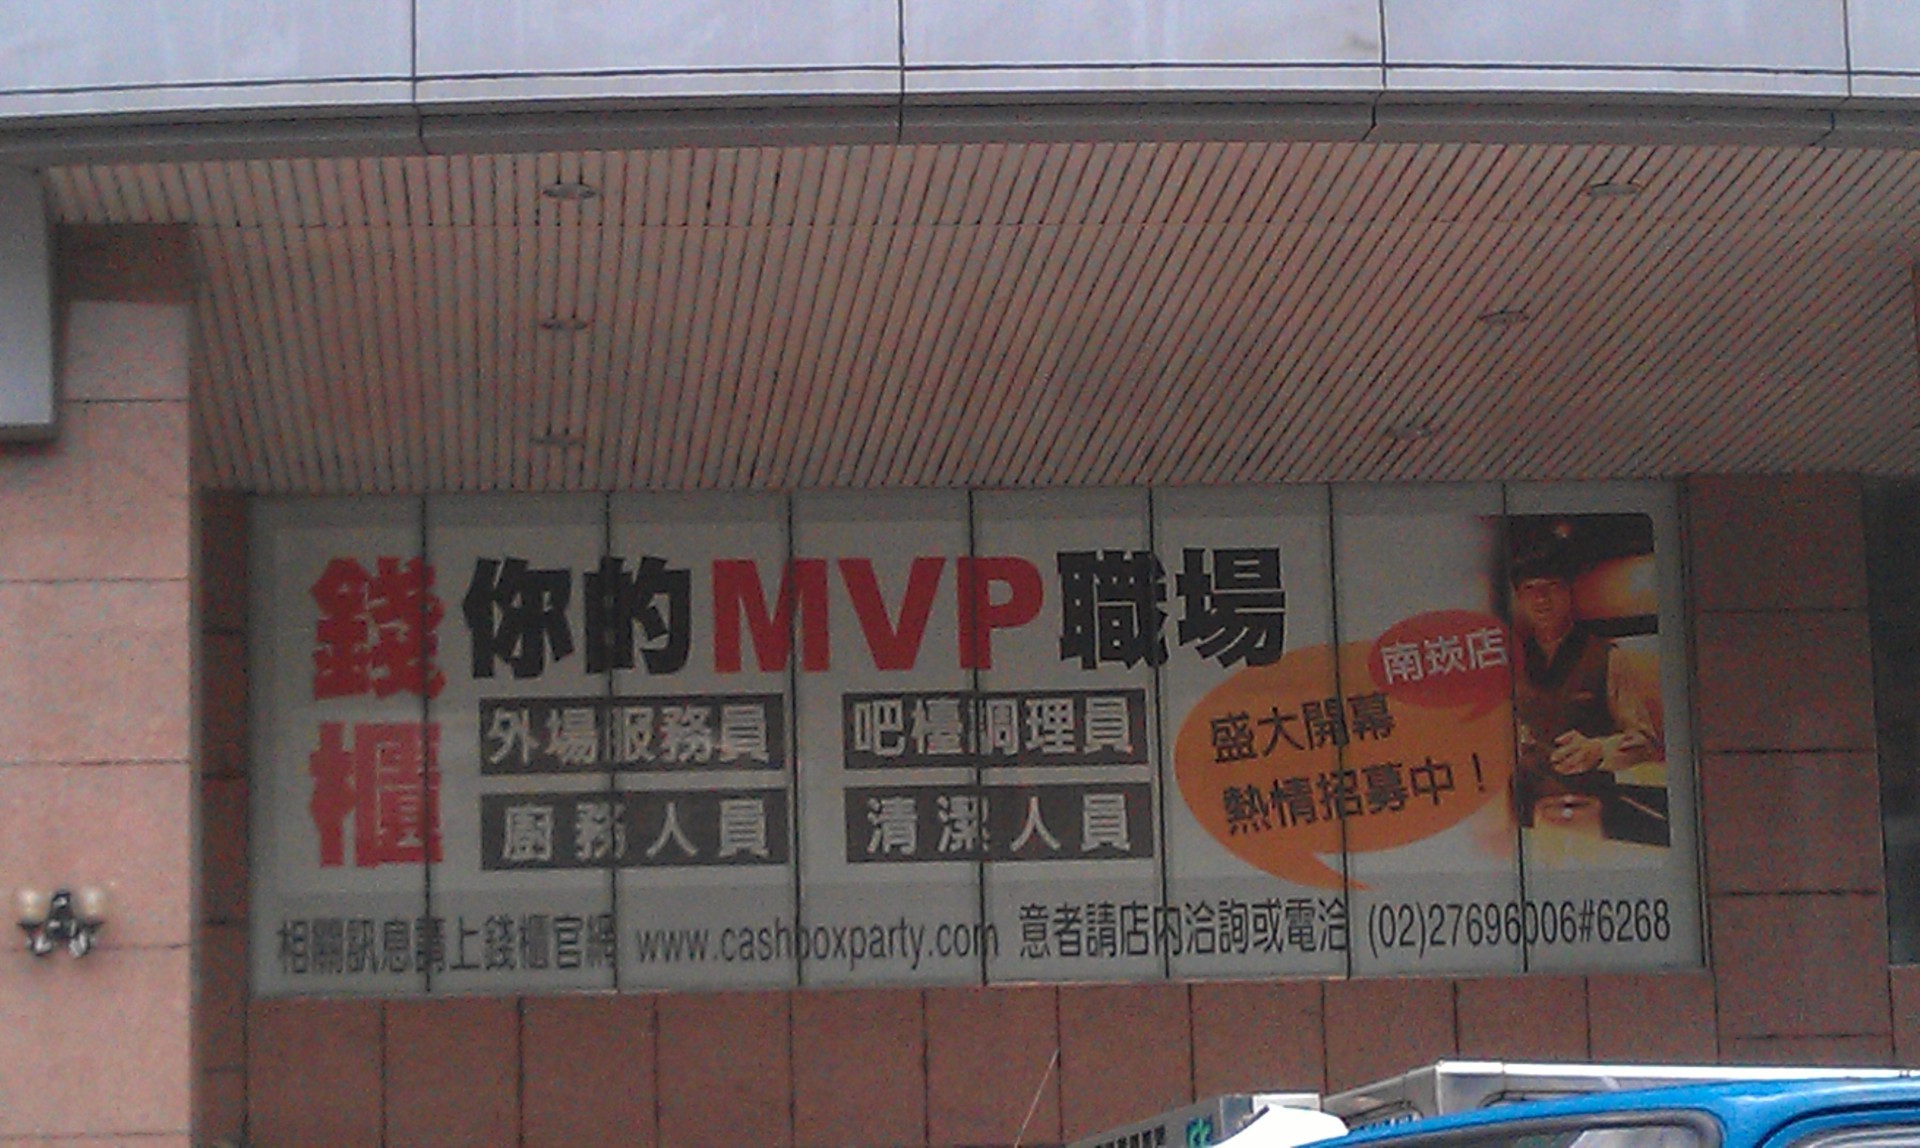 錢櫃
你的MVP職場
外場服務員
吧檯調理員
廚務人員
清潔人員
南崁店
盛大開幕
熱情招募中！
相關訊息請上錢櫃官網 www.cashboxparty.com 意者請店內洽詢或電洽 (02)27696006#6268